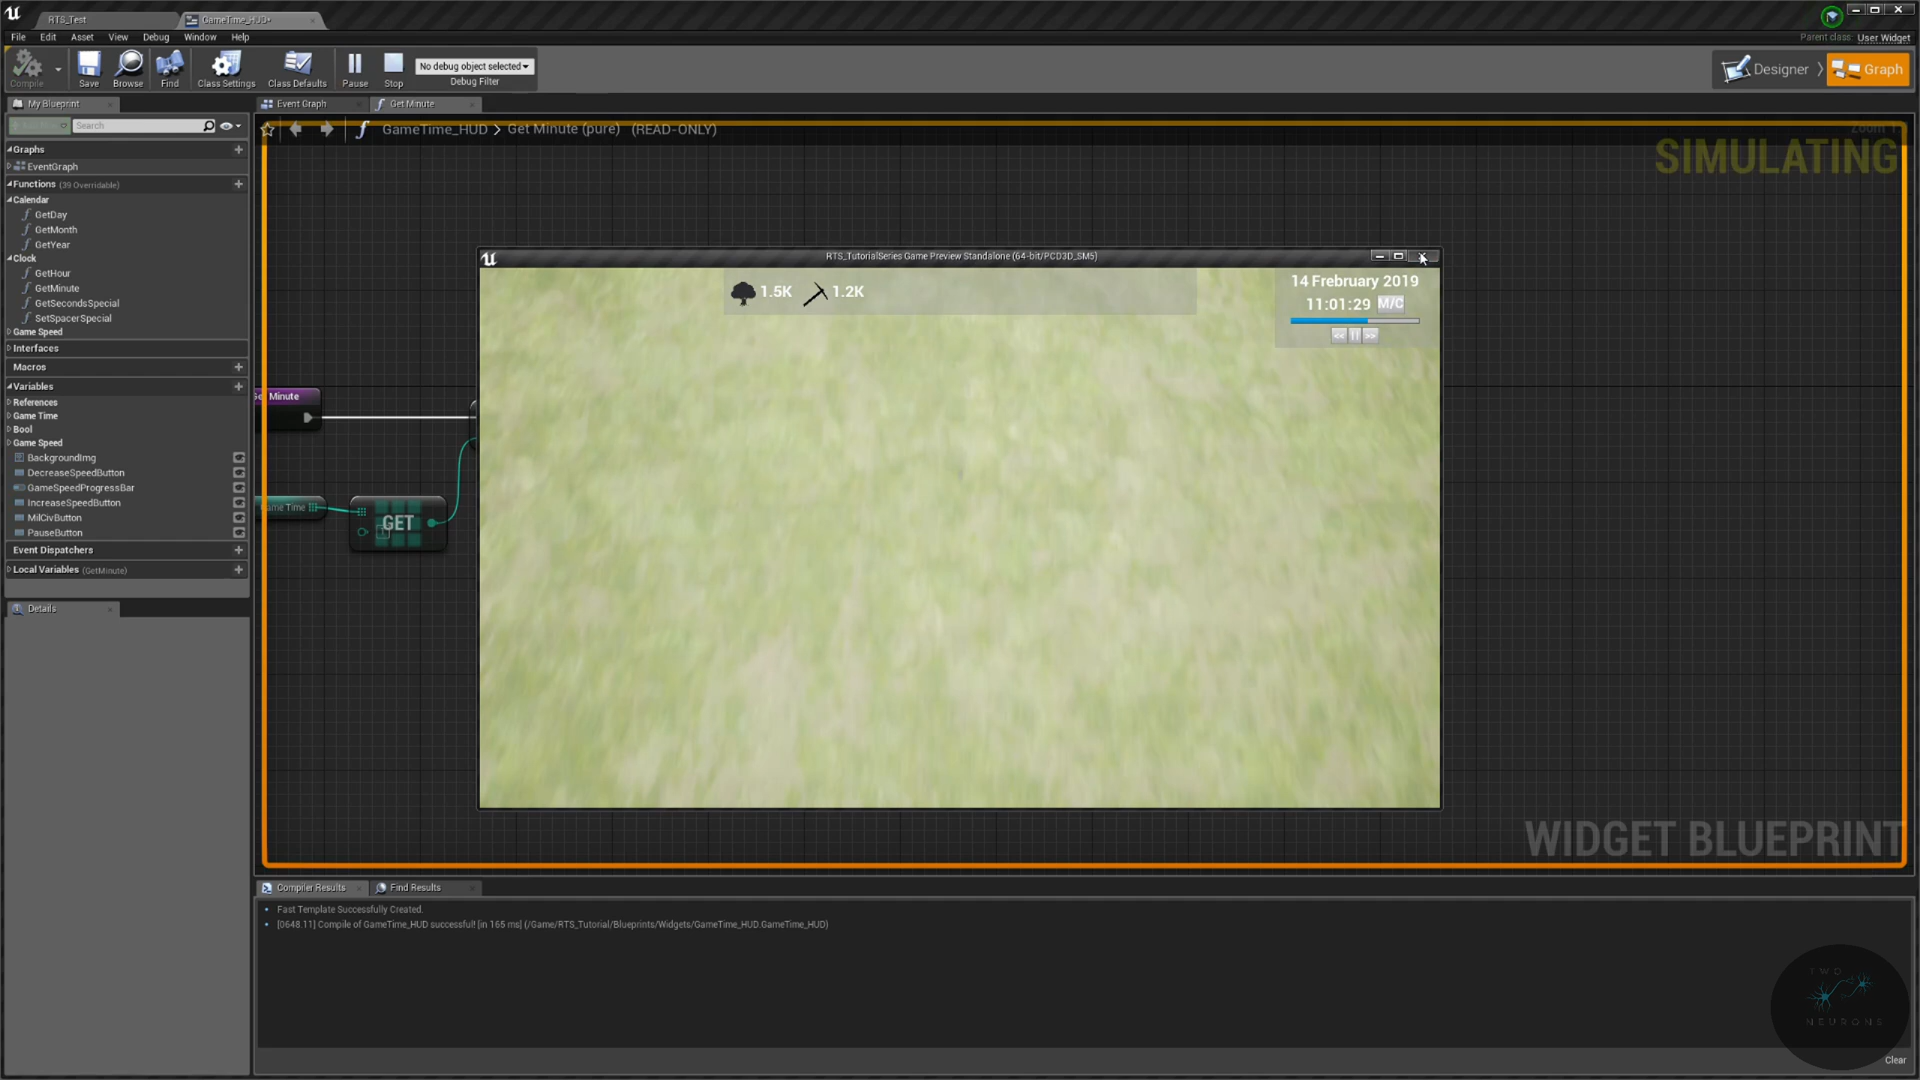 RTS_Test
GameTime_HUD*
File Edit Asset View Debug Window Help
Parent class: User Widget
Compile
Save
Browse
Find
Class Settings
Class Defaults
Pause
Stop
No debug object selected
Debug Filter
Designer
Graph
My Blueprint
Event Graph
Get Minute
Search
GameTime_HUD > Get Minute (pure) (READ-ONLY)
SIMULATING
Graphs
EventGraph
Functions (39 Overridable)
Calendar
GetDay
GetMonth
GetYear
Clock
GetHour
GetMinute
GetSecondsSpecial
SetSpacerSpecial
Game Speed
Interfaces
Macros
Variables
References
Game Time
Bool
Game Speed
BackgroundImg
DecreaseSpeedButton
GameSpeedProgressBar
IncreaseSpeedButton
MilCivButton
PauseButton
Event Dispatchers
Local Variables (GetMinute)
Details
Get Minute
Game Time
GET
RTS_TutorialSeries Game Preview Standalone (64-bit/PCD3D_SM5)
1.5K 1.2K
14 Frebruary 2019
11:01:29 M/C
<< || >>
WIDGET BLUEPRINT
Compiler Results
Find Results
Fast Template Successfully Created.
[0648.11] Compile of GameTime_HUD successful! [in 165 ms] (/Game/RTS_Tutorial/Blueprints/Widgets/GameTime_HUD.GameTime_HUD)
TWO
NEURONS
Clear